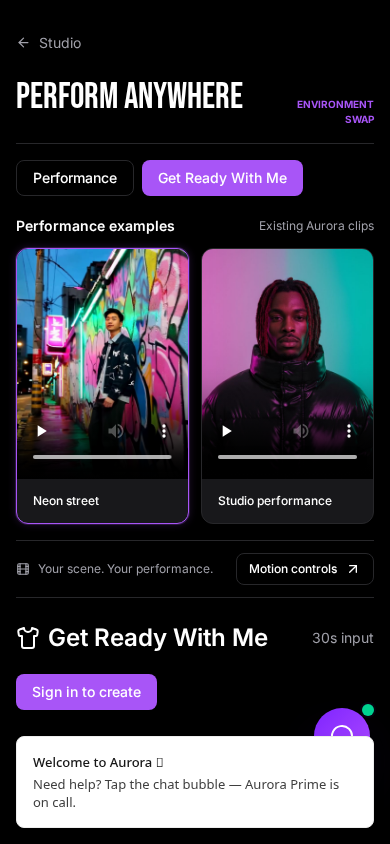 Studio
PERFORM ANYWHERE
ENVIRONMENT
SWAP
Performance
Get Ready With Me
Performance examples
Existing Aurora clips
Neon street
Studio performance
Your scene. Your performance.
Motion controls
Get Ready With Me
30s input
Sign in to create
Welcome to Aurora
Need help? Tap the chat bubble — Aurora Prime is
on call.